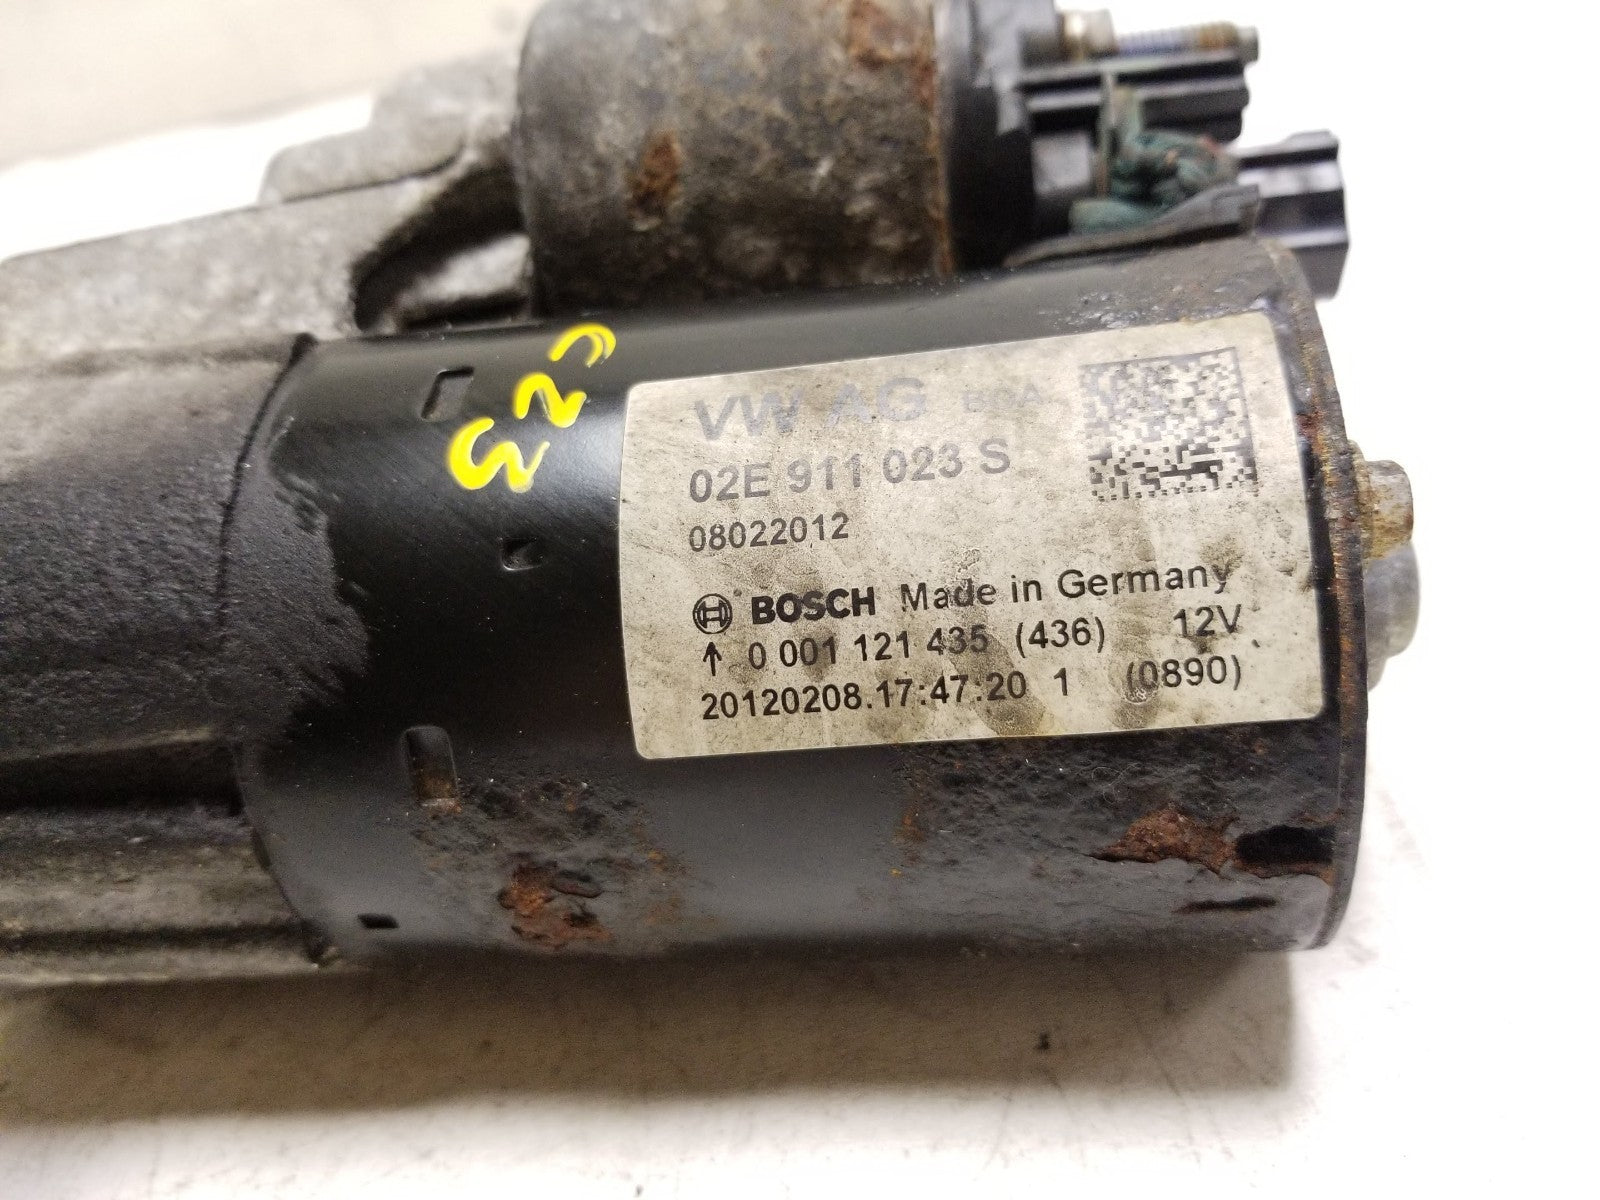 VW AG
02E 911 023 S
08022012
BOSCH Made in Germany
↑ 0 001 121 435 (436) 12V
20120208.17:47:20 1 (0890)